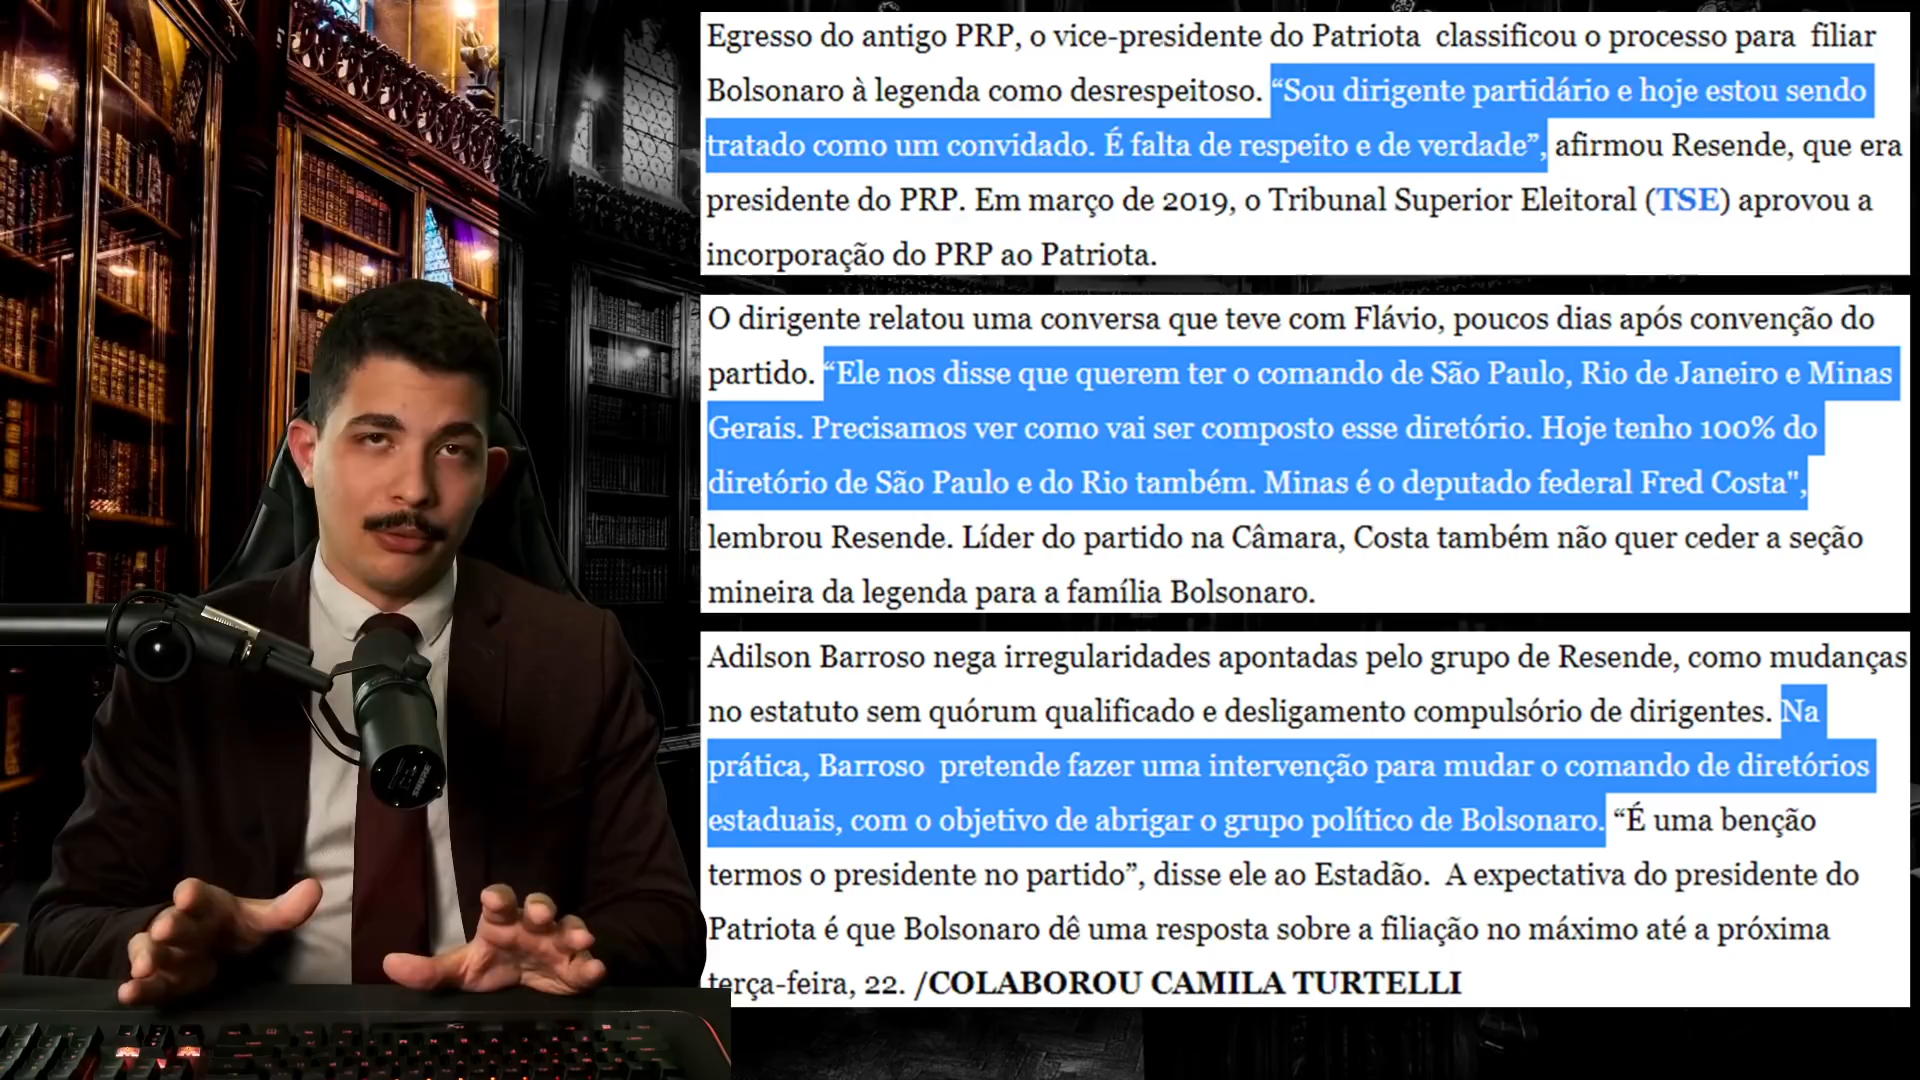 Egresso do antigo PRP, o vice-presidente do Patriota classificou o processo para filiar
Bolsonaro à legenda como desrespeitoso. “Sou dirigente partidário e hoje estou sendo
tratado como um convidado. É falta de respeito e de verdade”, afirmou Resende, que era
presidente do PRP. Em março de 2019, o Tribunal Superior Eleitoral (TSE) aprovou a
incorporação do PRP ao Patriota.
O dirigente relatou uma conversa que teve com Flávio, poucos dias após convenção do
partido. “Ele nos disse que querem ter o comando de São Paulo, Rio de Janeiro e Minas
Gerais. Precisamos ver como vai ser composto esse diretório. Hoje tenho 100% do
diretório de São Paulo e do Rio também. Minas é o deputado federal Fred Costa",
lembrou Resende. Líder do partido na Câmara, Costa também não quer ceder a seção
mineira da legenda para a família Bolsonaro.
Adilson Barroso nega irregularidades apontadas pelo grupo de Resende, como mudanças
no estatuto sem quórum qualificado e desligamento compulsório de dirigentes. Na
prática, Barroso pretende fazer uma intervenção para mudar o comando de diretórios
estaduais, com o objetivo de abrigar o grupo político de Bolsonaro. “É uma benção
termos o presidente no partido”, disse ele ao Estadão. A expectativa do presidente do
Patriota é que Bolsonaro dê uma resposta sobre a filiação no máximo até a próxima
terça-feira, 22. /COLABOROU CAMILA TURTELLI
SHURE